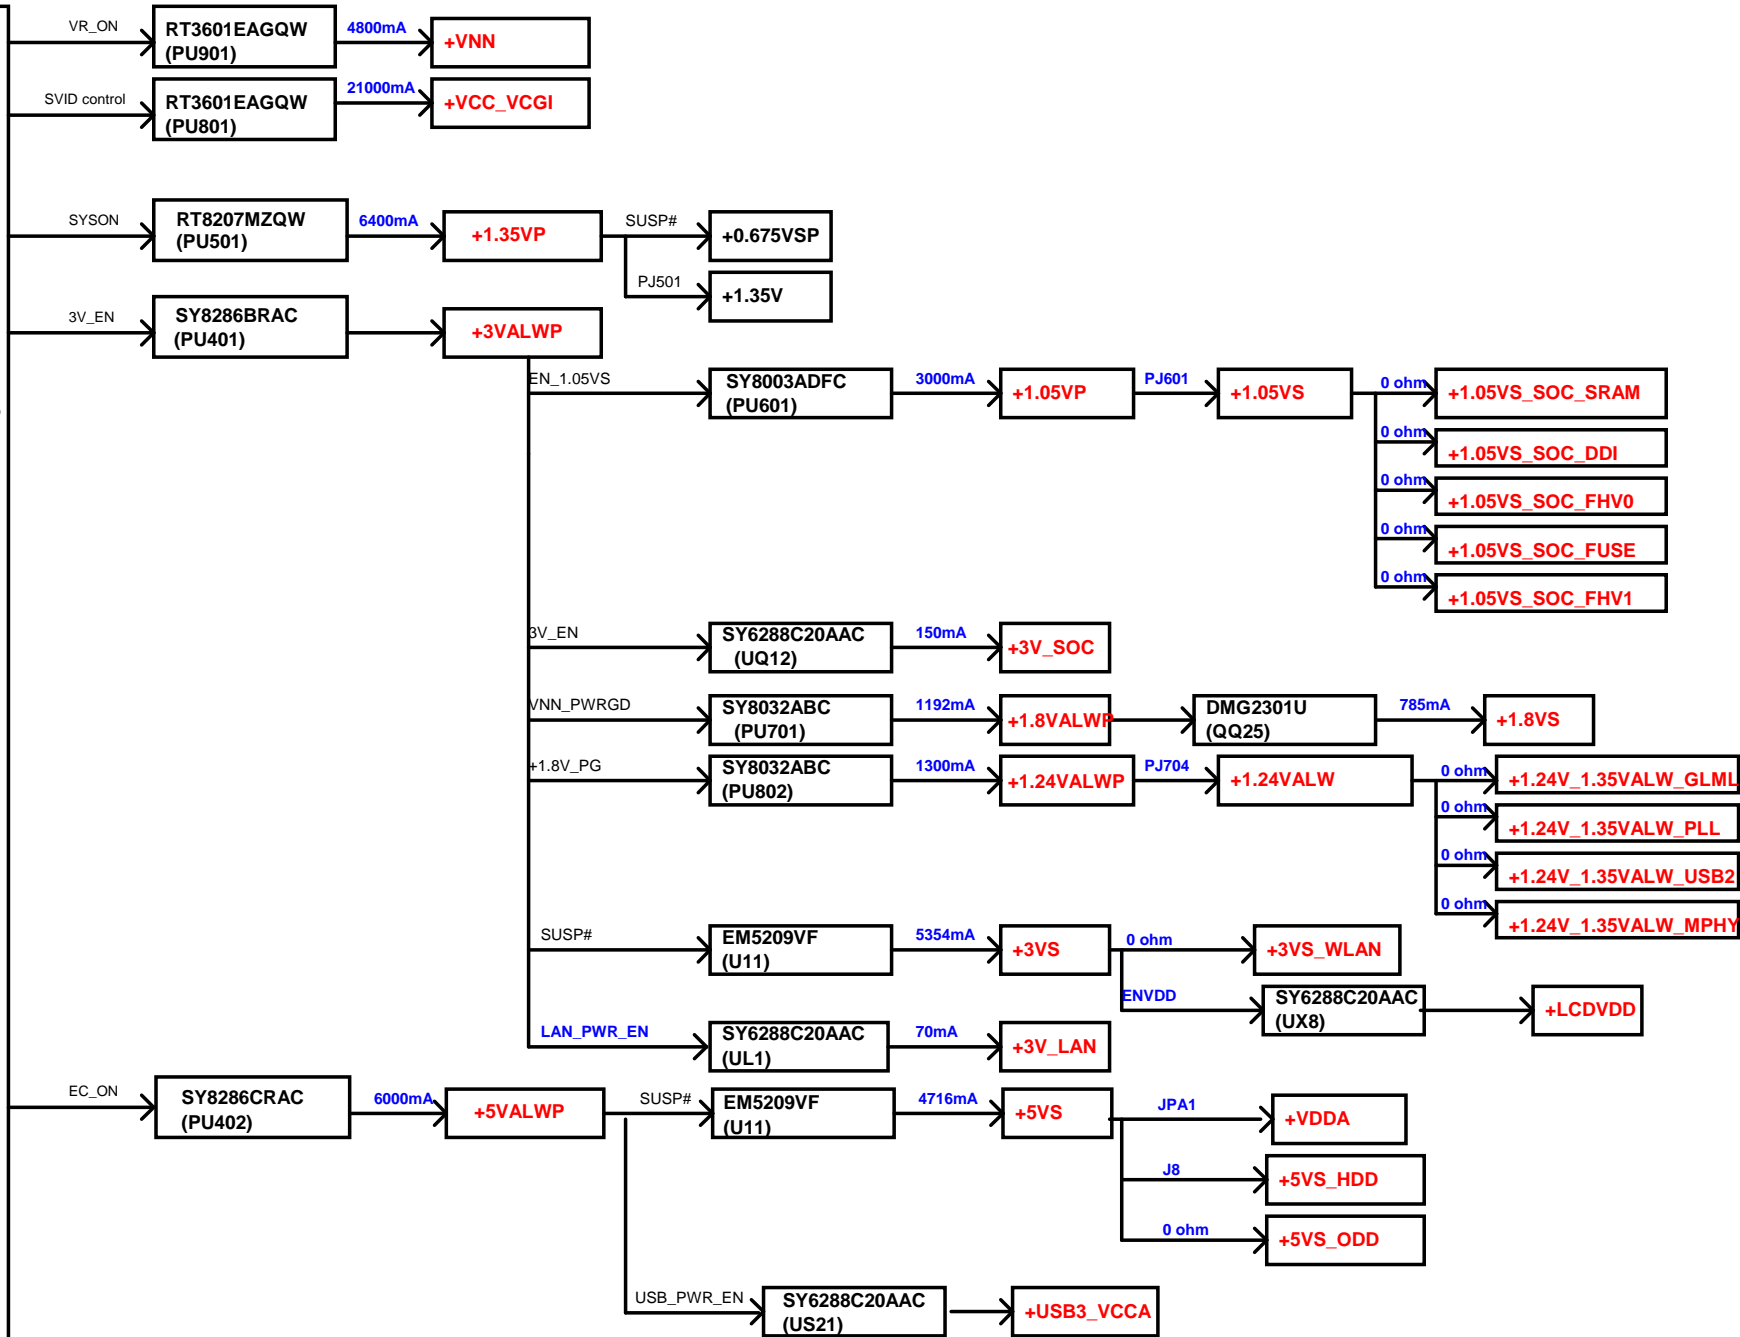 VR_ON
RT3601EAGQW
(PU901)
4800mA
+VNN
SVID control
RT3601EAGQW
(PU801)
21000mA
+VCC_VCGI
SYSON
RT8207MZQW
(PU501)
6400mA
+1.35VP
SUSP#
+0.675VSP
PJ501
+1.35V
3V_EN
SY8286BRAC
(PU401)
+3VALWP
EN_1.05VS
SY8003ADFC
(PU601)
3000mA
+1.05VP
PJ601
+1.05VS
0 ohm
+1.05VS_SOC_SRAM
0 ohm
+1.05VS_SOC_DDI
0 ohm
+1.05VS_SOC_FHV0
0 ohm
+1.05VS_SOC_FUSE
0 ohm
+1.05VS_SOC_FHV1
3V_EN
SY6288C20AAC
(UQ12)
150mA
+3V_SOC
VNN_PWRGD
SY8032ABC
(PU701)
1192mA
+1.8VALWP
DMG2301U
(QQ25)
785mA
+1.8VS
+1.8V_PG
SY8032ABC
(PU802)
1300mA
+1.24VALWP
PJ704
+1.24VALW
0 ohm
+1.24V_1.35VALW_GLML
0 ohm
+1.24V_1.35VALW_PLL
0 ohm
+1.24V_1.35VALW_USB2
0 ohm
+1.24V_1.35VALW_MPHY
SUSP#
EM5209VF
(U11)
5354mA
+3VS
0 ohm
+3VS_WLAN
ENVDD
SY6288C20AAC
(UX8)
+LCDVDD
LAN_PWR_EN
SY6288C20AAC
(UL1)
70mA
+3V_LAN
EC_ON
SY8286CRAC
(PU402)
6000mA
+5VALWP
SUSP#
EM5209VF
(U11)
4716mA
+5VS
JPA1
+VDDA
J8
+5VS_HDD
0 ohm
+5VS_ODD
USB_PWR_EN
SY6288C20AAC
(US21)
+USB3_VCCA